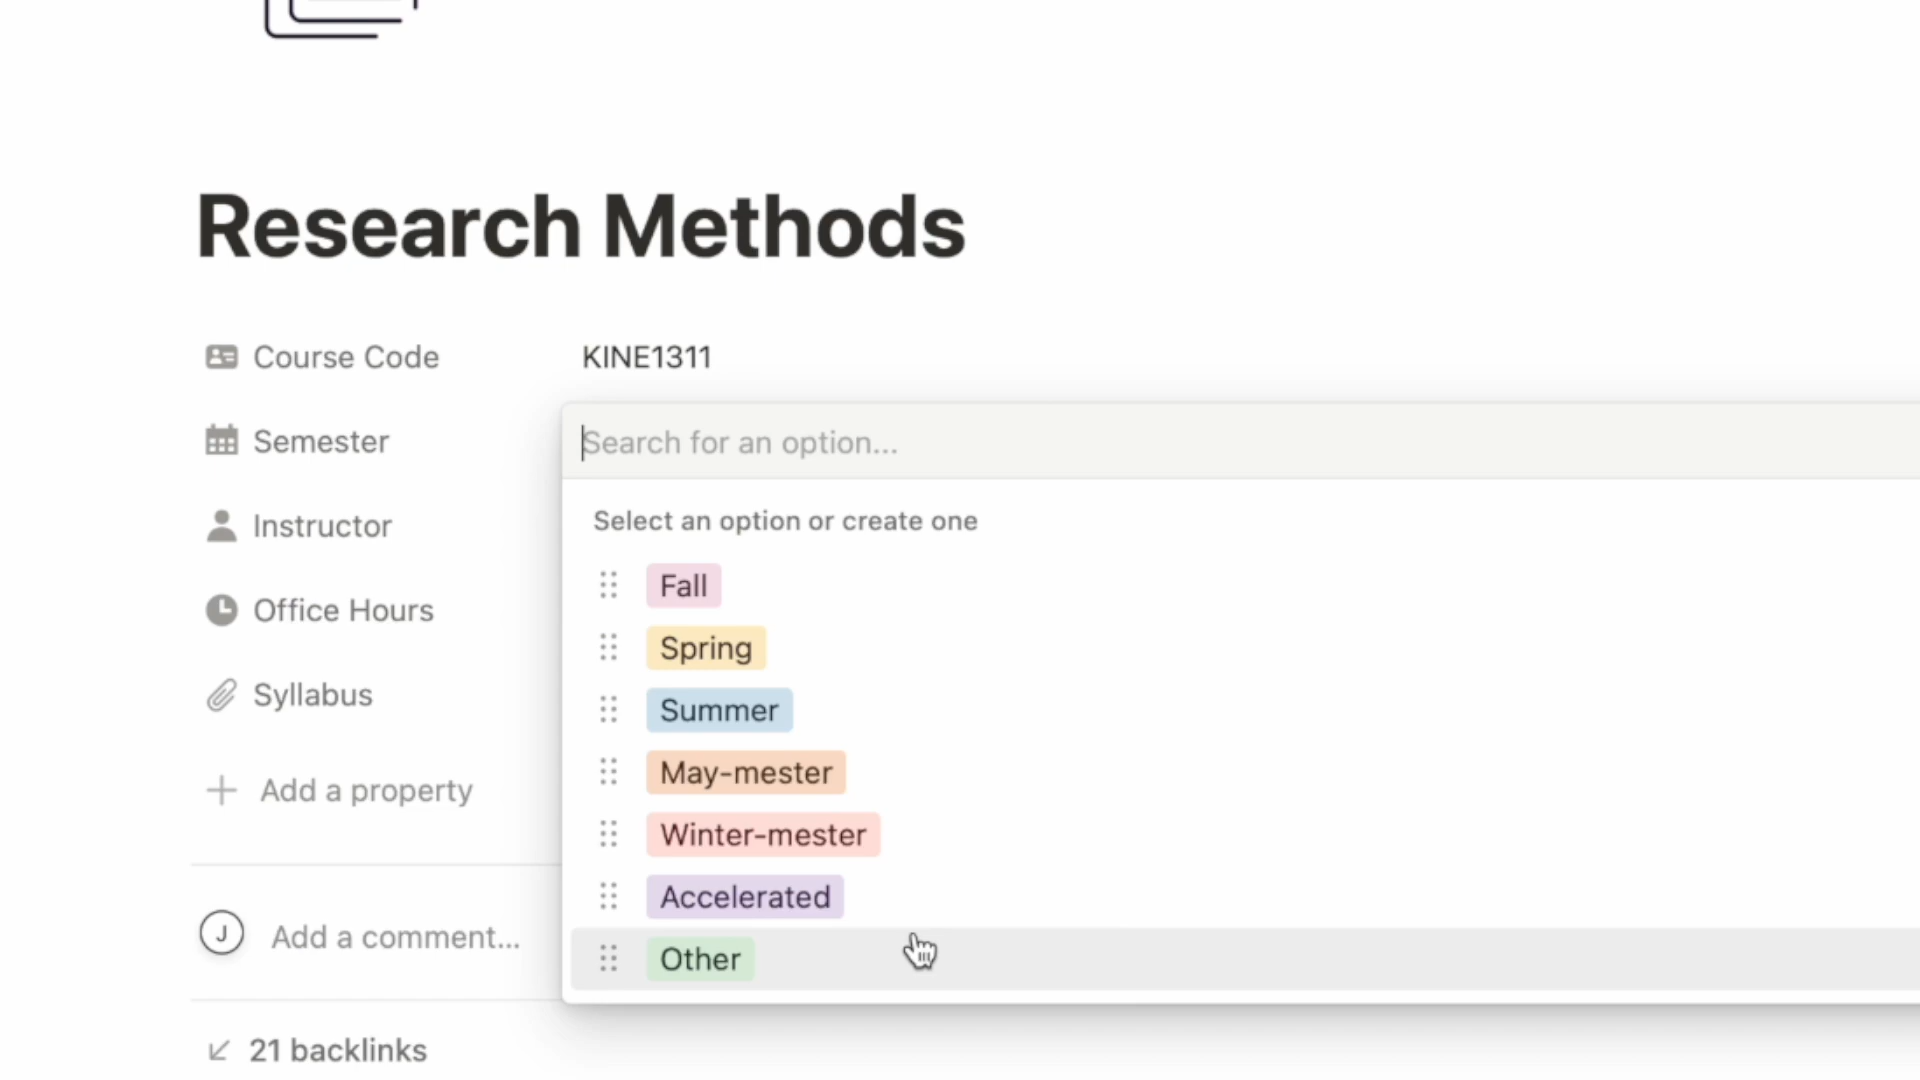 Research Methods
Course Code KINE1311
Semester Search for an option...
Select an option or create one
Instructor
Fall
Office Hours
Spring
Syllabus
Summer
May-mester
Add a property
Winter-mester
Accelerated
J Add a comment...
Other
21 backlinks